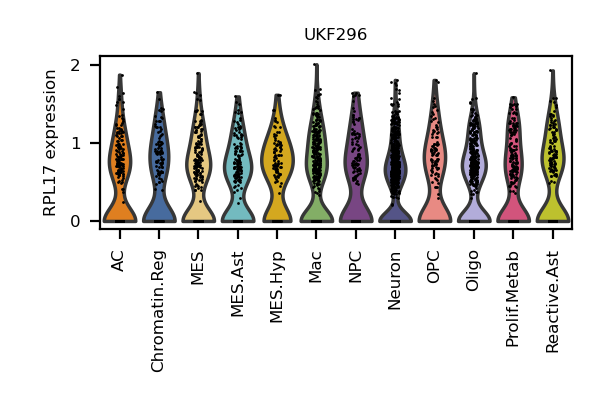 UKF296
RPL17 expression
2
1
0
AC
Chromatin.Reg
MES
MES.Ast
MES.Hyp
Mac
NPC
Neuron
OPC
Oligo
Prolif.Metab
Reactive.Ast